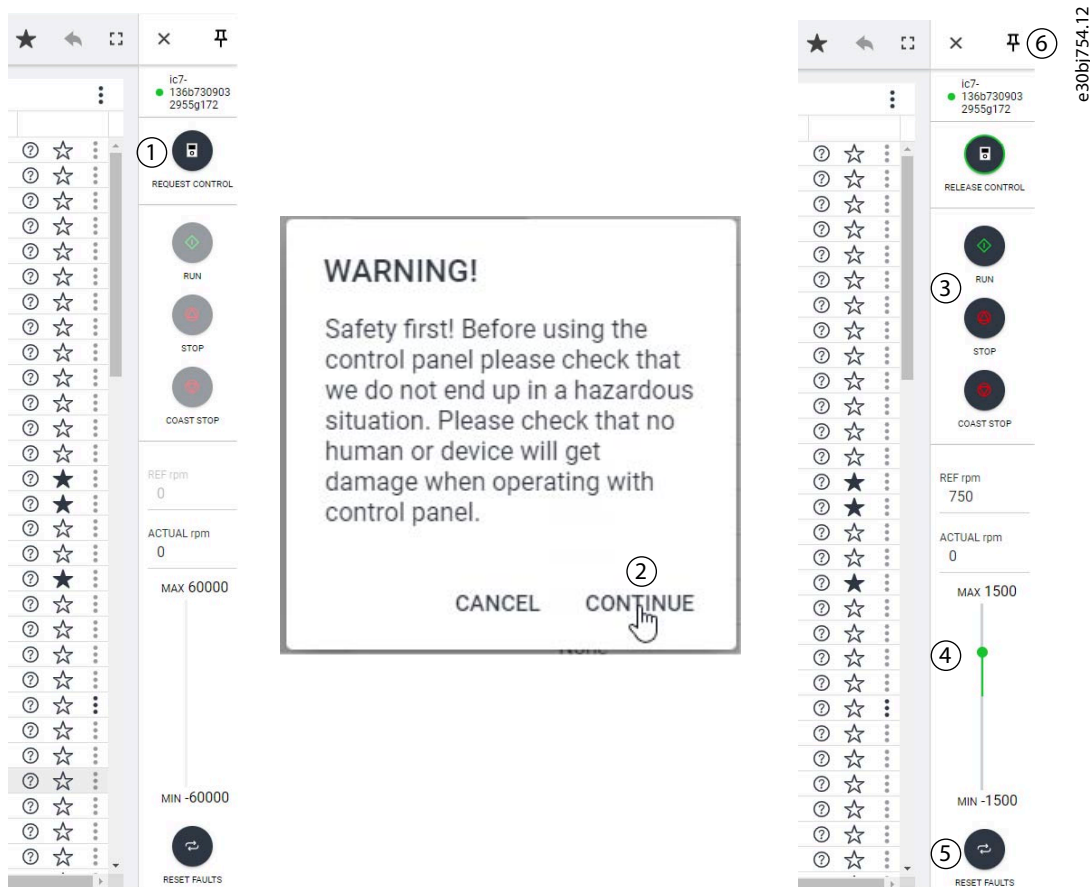 ic7-
136b730903
2955g172
1
REQUEST CONTROL
RUN
STOP
COAST STOP
REF rpm
0
ACTUAL rpm
0
MAX 60000
MIN -60000
RESET FAULTS
WARNING!
Safety first! Before using the
control panel please check that
we do not end up in a hazardous
situation. Please check that no
human or device will get
damage when operating with
control panel.
2
CANCEL CONTINUE
None
6
ic7-
136b730903
2955g172
RELEASE CONTROL
RUN
3
STOP
COAST STOP
REF rpm
750
ACTUAL rpm
0
MAX 1500
4
MIN -1500
5
RESET FAULTS
e30bj754.12